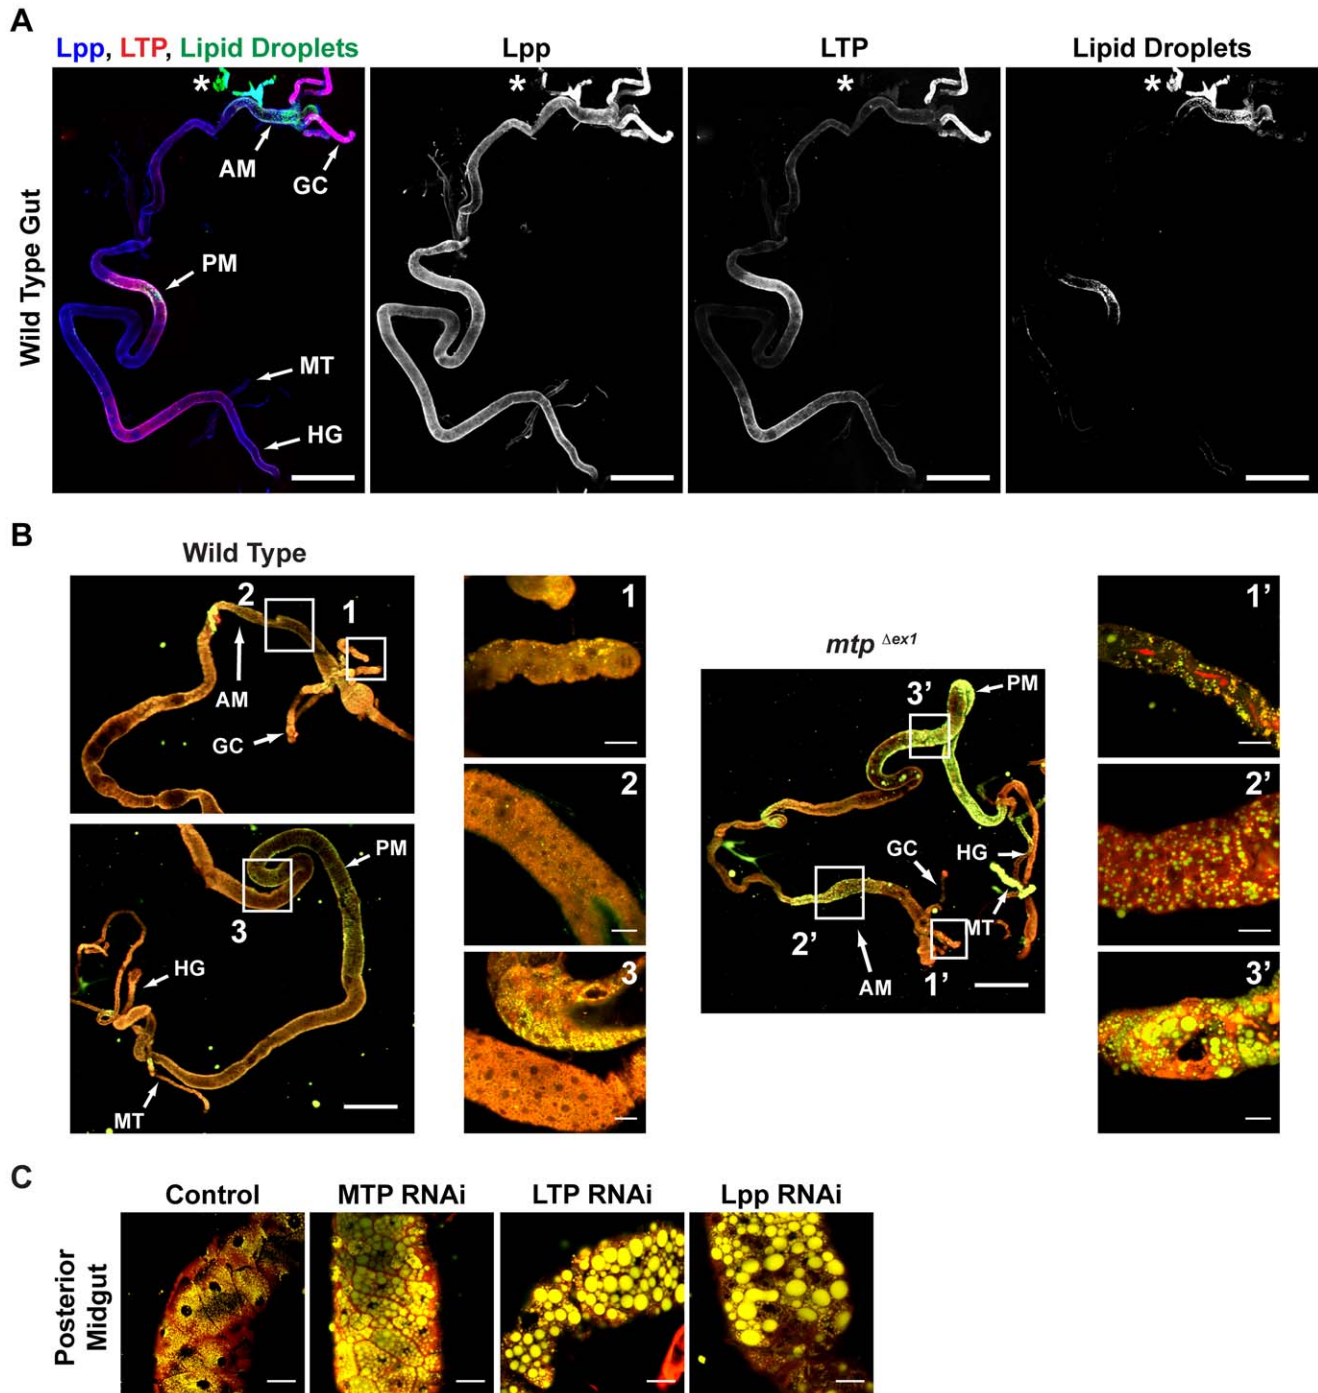 A
Lpp, LTP, Lipid Droplets
Lpp
LTP
Lipid Droplets
Wild Type Gut
*
*
*
*
AM
GC
PM
MT
HG
B
Wild Type
2
1
AM
GC
3
PM
HG
MT
1
2
3
mtp Δex1
3’
PM
GC
HG
MT
2’
AM
1’
1’
2’
3’
C
Control
MTP RNAi
LTP RNAi
Lpp RNAi
Posterior
Midgut